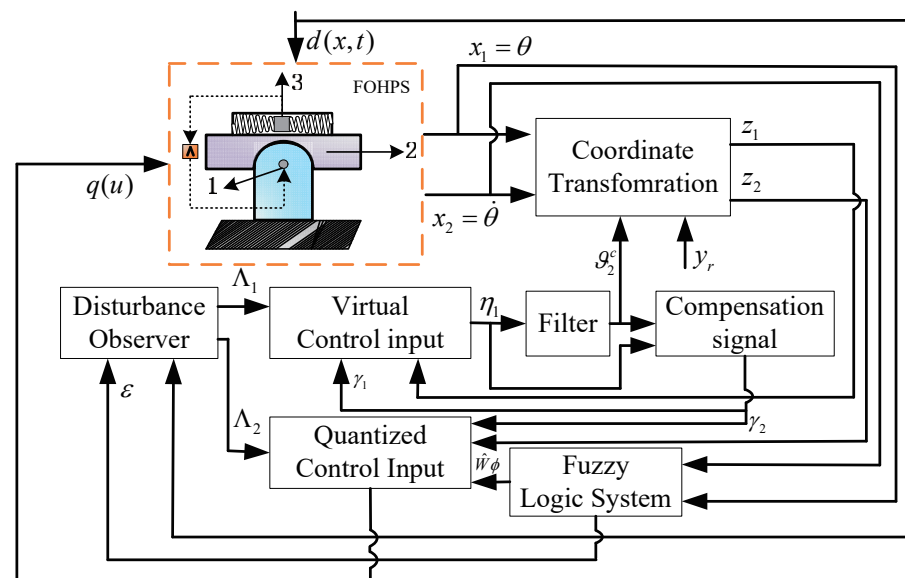 d(x,t)
x₁ = θ
FOHPS
3
Λ
2
1
q(u)
x₂ = θ̇
Coordinate
Transfomration
z₁
z₂
ϑ₂ᶜ
yᵣ
Disturbance
Observer
Λ₁
Virtual
Control input
η₁
Filter
Compensation
signal
ε
γ₁
γ₂
Λ₂
Quantized
Control Input
Ŵϕ
Fuzzy
Logic System